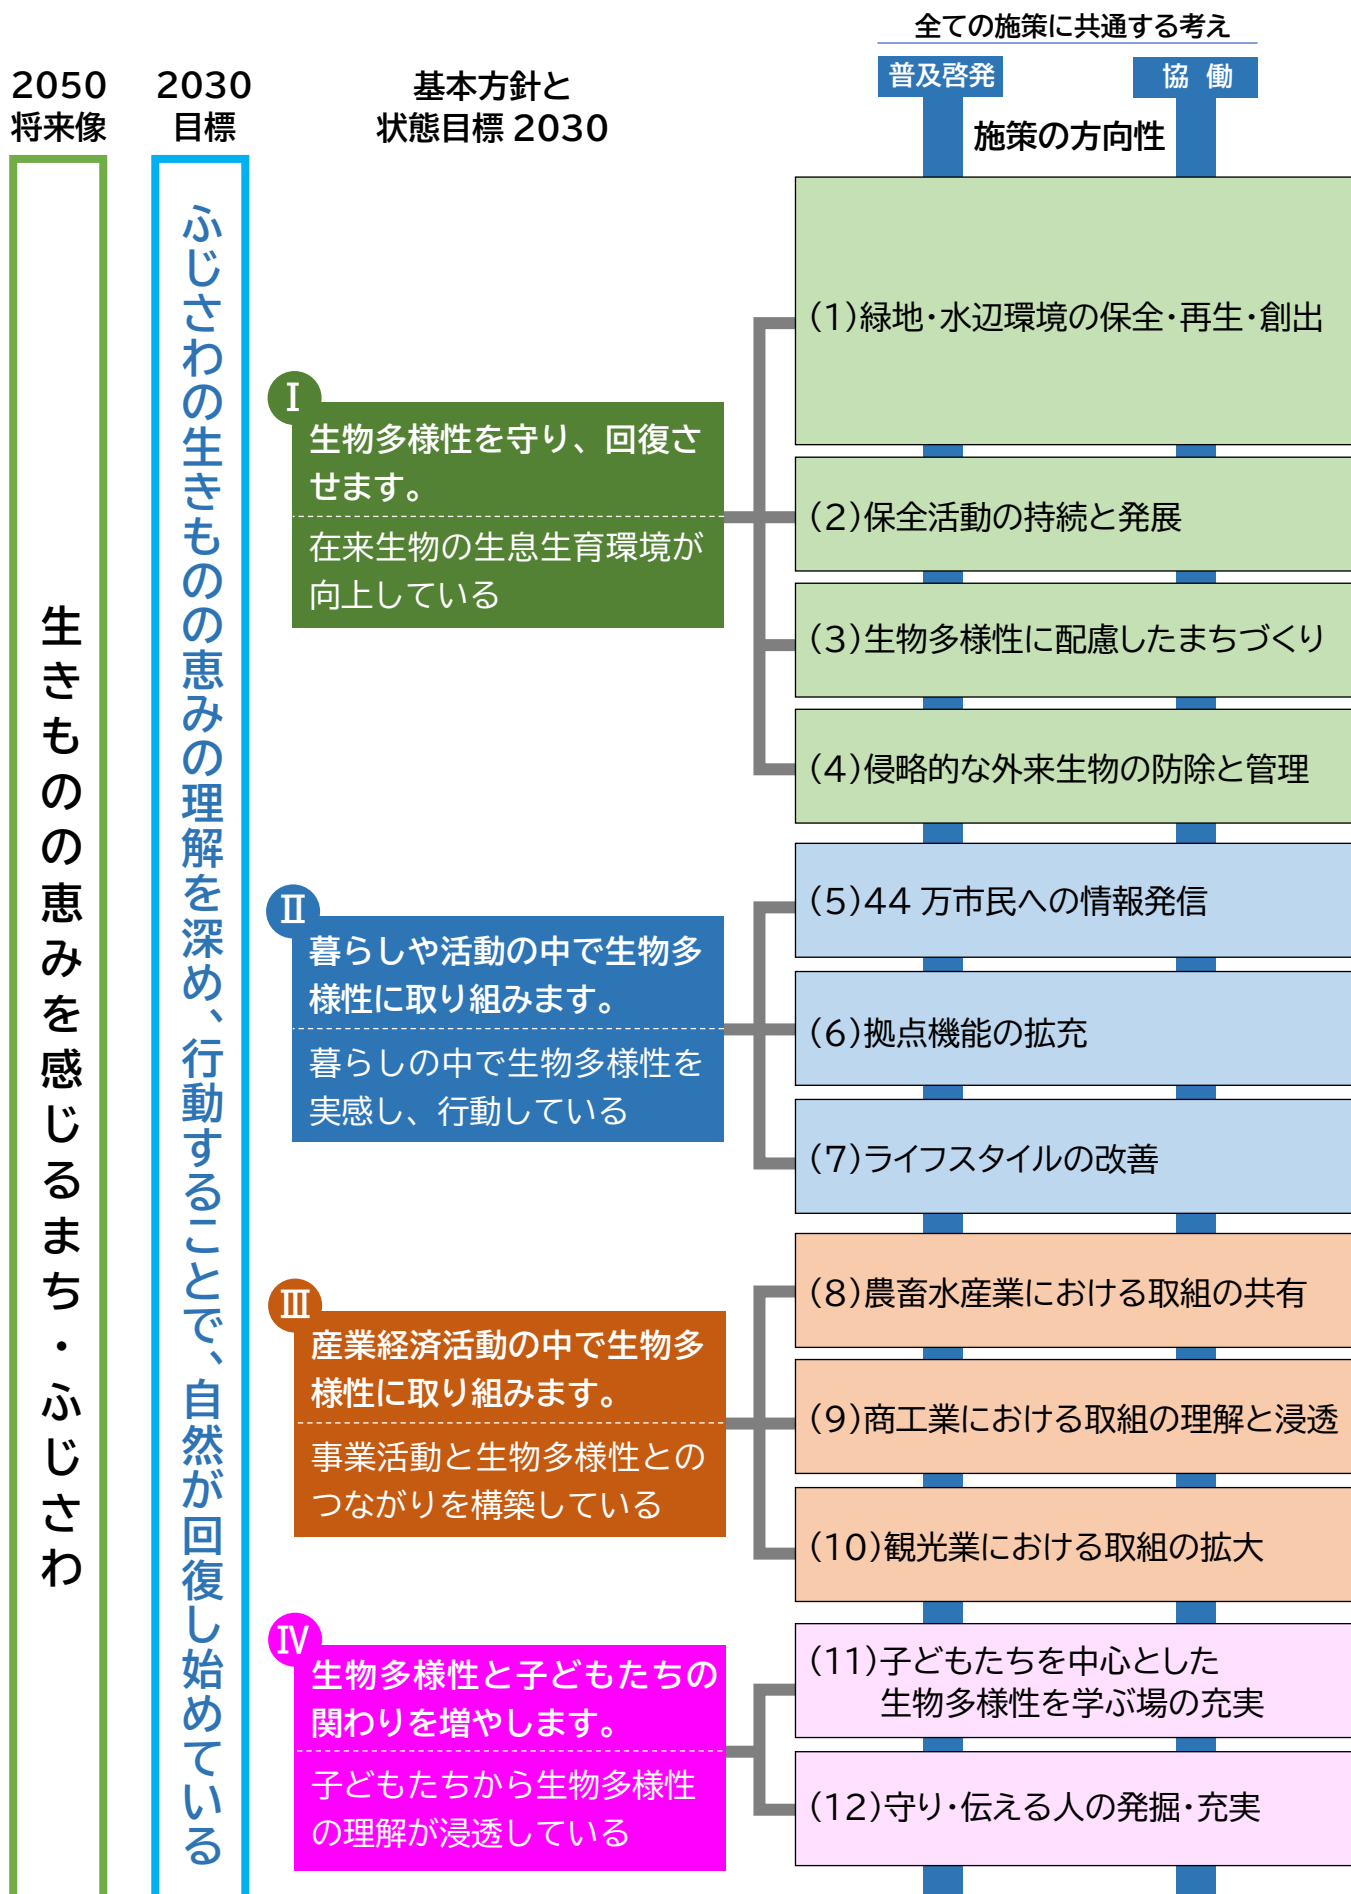 全ての施策に共通する考え
普及啓発
協 働
2050
将来像
2030
目標
基本方針と
状態目標 2030
施策の方向性
生きものの恵みを感じるまち・ふじさわ
ふじさわの生きものの恵みの理解を深め、行動することで、自然が回復し始めている
Ⅰ
生物多様性を守り、回復さ
せます。
在来生物の生息生育環境が
向上している
(1)緑地・水辺環境の保全・再生・創出
(2)保全活動の持続と発展
(3)生物多様性に配慮したまちづくり
(4)侵略的な外来生物の防除と管理
Ⅱ
暮らしや活動の中で生物多
様性に取り組みます。
暮らしの中で生物多様性を
実感し、行動している
(5)44 万市民への情報発信
(6)拠点機能の拡充
(7)ライフスタイルの改善
Ⅲ
産業経済活動の中で生物多
様性に取り組みます。
事業活動と生物多様性との
つながりを構築している
(8)農畜水産業における取組の共有
(9)商工業における取組の理解と浸透
(10)観光業における取組の拡大
Ⅳ
生物多様性と子どもたちの
関わりを増やします。
子どもたちから生物多様性
の理解が浸透している
(11)子どもたちを中心とした
生物多様性を学ぶ場の充実
(12)守り・伝える人の発掘・充実